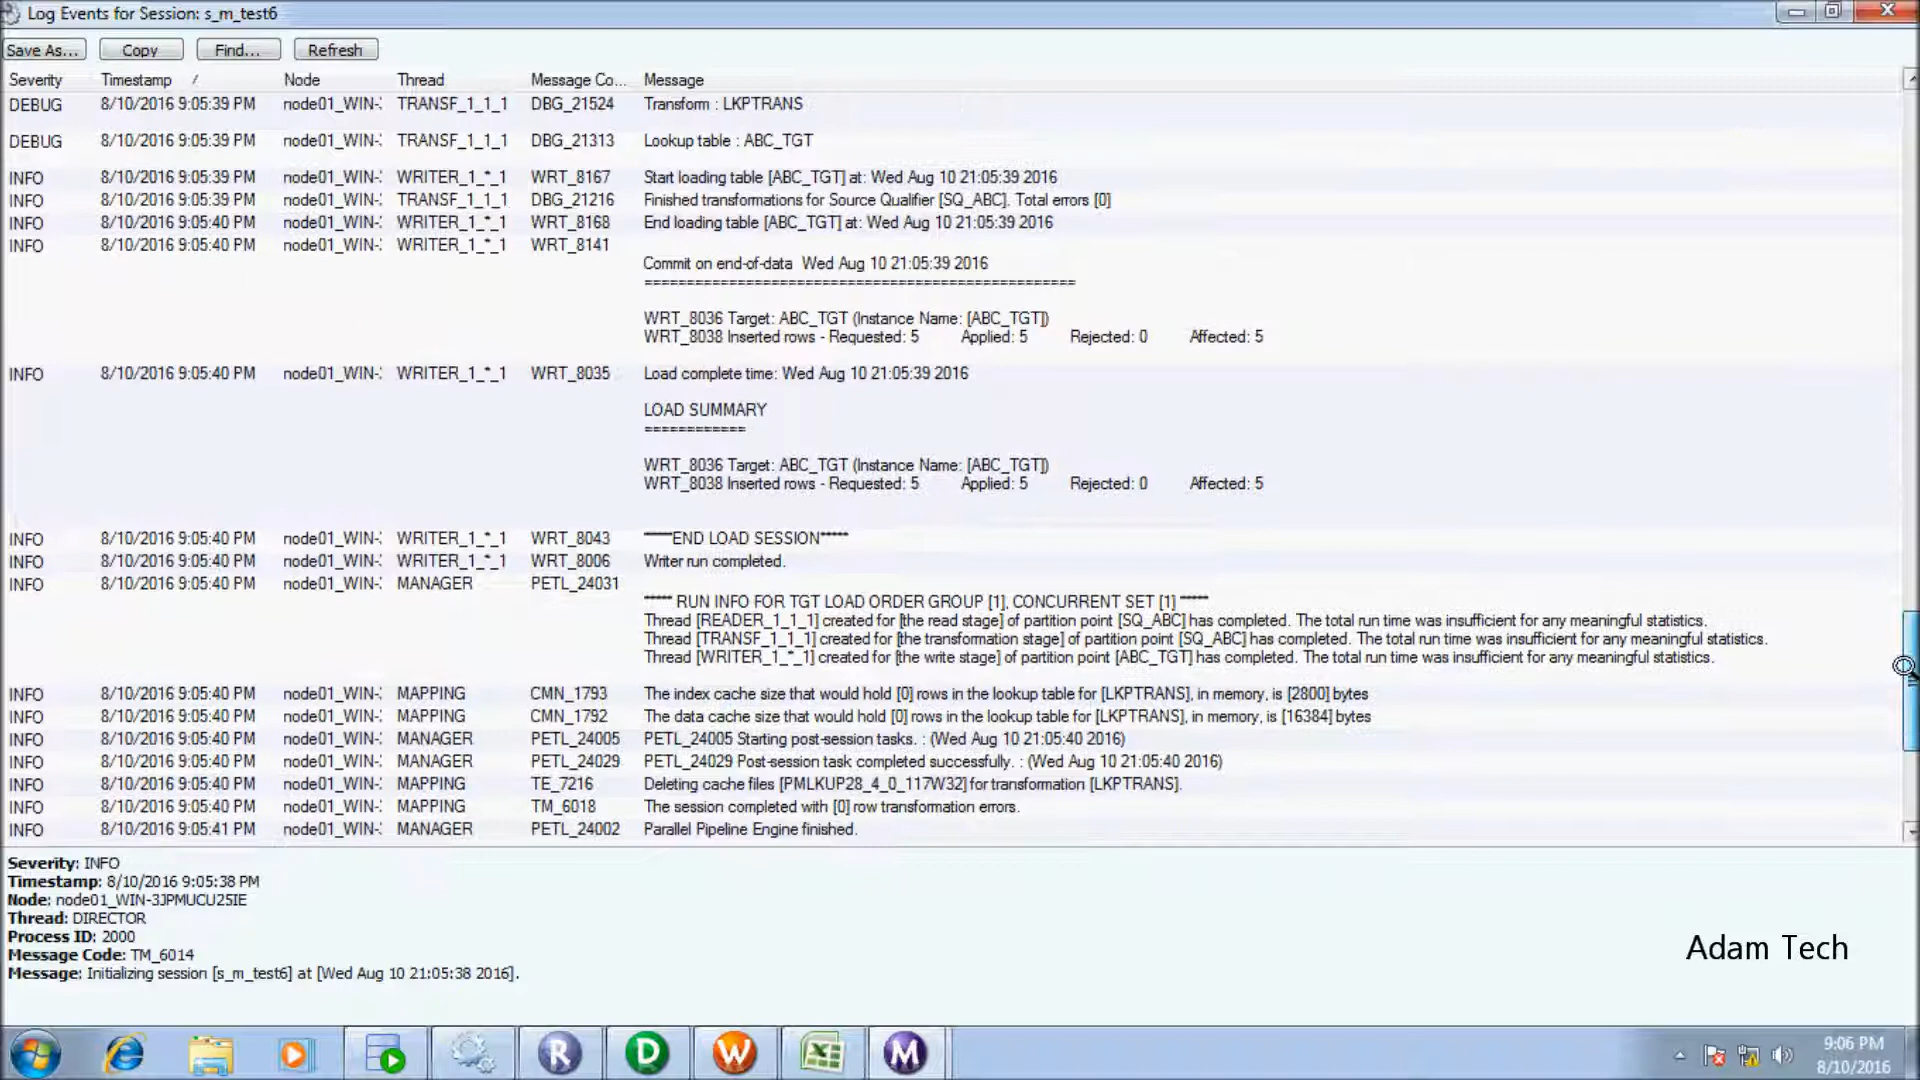 Log Events for Session: s_m_test6
Save As... Copy Find... Refresh
Severity Timestamp / Node Thread Message Co... Message
DEBUG 8/10/2016 9:05:39 PM node01_WIN-: TRANSF_1_1_1 DBG_21524 Transform : LKPTRANS
DEBUG 8/10/2016 9:05:39 PM node01_WIN-: TRANSF_1_1_1 DBG_21313 Lookup table : ABC_TGT
INFO 8/10/2016 9:05:39 PM node01_WIN-: WRITER_1_*_1 WRT_8167 Start loading table [ABC_TGT] at: Wed Aug 10 21:05:39 2016
INFO 8/10/2016 9:05:39 PM node01_WIN-: TRANSF_1_1_1 DBG_21216 Finished transformations for Source Qualifier [SQ_ABC]. Total errors [0]
INFO 8/10/2016 9:05:40 PM node01_WIN-: WRITER_1_*_1 WRT_8168 End loading table [ABC_TGT] at: Wed Aug 10 21:05:39 2016
INFO 8/10/2016 9:05:40 PM node01_WIN-: WRITER_1_*_1 WRT_8141
Commit on end-of-data Wed Aug 10 21:05:39 2016
===================================================
WRT_8036 Target: ABC_TGT (Instance Name: [ABC_TGT])
WRT_8038 Inserted rows - Requested: 5 Applied: 5 Rejected: 0 Affected: 5
INFO 8/10/2016 9:05:40 PM node01_WIN-: WRITER_1_*_1 WRT_8035 Load complete time: Wed Aug 10 21:05:39 2016
LOAD SUMMARY
============
WRT_8036 Target: ABC_TGT (Instance Name: [ABC_TGT])
WRT_8038 Inserted rows - Requested: 5 Applied: 5 Rejected: 0 Affected: 5
INFO 8/10/2016 9:05:40 PM node01_WIN-: WRITER_1_*_1 WRT_8043 *****END LOAD SESSION*****
INFO 8/10/2016 9:05:40 PM node01_WIN-: WRITER_1_*_1 WRT_8006 Writer run completed.
INFO 8/10/2016 9:05:40 PM node01_WIN-: MANAGER PETL_24031
***** RUN INFO FOR TGT LOAD ORDER GROUP [1], CONCURRENT SET [1] *****
Thread [READER_1_1_1] created for [the read stage] of partition point [SQ_ABC] has completed. The total run time was insufficient for any meaningful statistics.
Thread [TRANSF_1_1_1] created for [the transformation stage] of partition point [SQ_ABC] has completed. The total run time was insufficient for any meaningful statistics.
Thread [WRITER_1_*_1] created for [the write stage] of partition point [ABC_TGT] has completed. The total run time was insufficient for any meaningful statistics.
INFO 8/10/2016 9:05:40 PM node01_WIN-: MAPPING CMN_1793 The index cache size that would hold [0] rows in the lookup table for [LKPTRANS], in memory, is [2800] bytes
INFO 8/10/2016 9:05:40 PM node01_WIN-: MAPPING CMN_1792 The data cache size that would hold [0] rows in the lookup table for [LKPTRANS], in memory, is [16384] bytes
INFO 8/10/2016 9:05:40 PM node01_WIN-: MANAGER PETL_24005 PETL_24005 Starting post-session tasks. : (Wed Aug 10 21:05:40 2016)
INFO 8/10/2016 9:05:40 PM node01_WIN-: MANAGER PETL_24029 PETL_24029 Post-session task completed successfully. : (Wed Aug 10 21:05:40 2016)
INFO 8/10/2016 9:05:40 PM node01_WIN-: MAPPING TE_7216 Deleting cache files [PMLKUP28_4_0_117W32] for transformation [LKPTRANS].
INFO 8/10/2016 9:05:40 PM node01_WIN-: MAPPING TM_6018 The session completed with [0] row transformation errors.
INFO 8/10/2016 9:05:41 PM node01_WIN-: MANAGER PETL_24002 Parallel Pipeline Engine finished.
Severity: INFO
Timestamp: 8/10/2016 9:05:38 PM
Node: node01_WIN-3JPMUCU25IE
Thread: DIRECTOR
Process ID: 2000
Message Code: TM_6014
Message: Initializing session [s_m_test6] at [Wed Aug 10 21:05:38 2016].
Adam Tech
R D W M
9:06 PM
8/10/2016